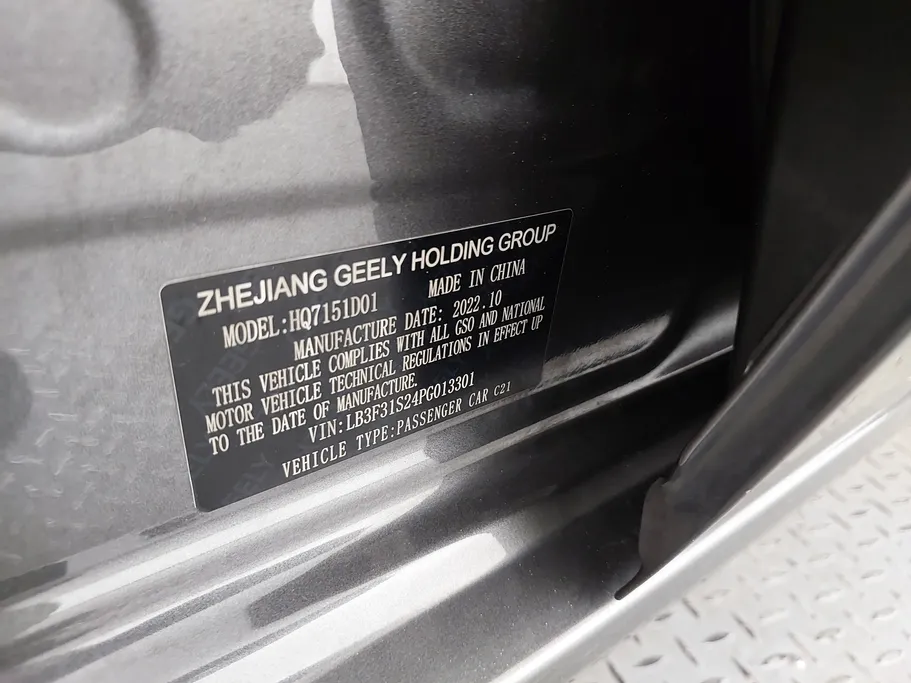 ZHEJIANG GEELY HOLDING GROUP
MODEL:HQ7151D01 MADE IN CHINA
MANUFACTURE DATE: 2022.10
THIS VEHICLE COMPLIES WITH ALL GSO AND NATIONAL
MOTOR VEHICLE TECHNICAL REGULATIONS IN EFFECT UP
TO THE DATE OF MANUFACTURE.
VIN:LB3F31S24PG013301
VEHICLE TYPE:PASSENGER CAR C21